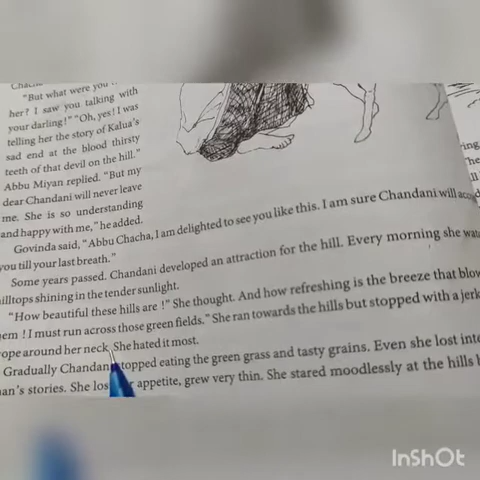 "But what were you
her? I saw you talking with
your darling!" "Oh, yes! I was
telling her the story of Kalua's
sad end at the blood thirsty
teeth of that devil on the hill."
Abbu Miyan replied. "But my
dear Chandani will never leave
me. She is so understanding
and happy with me," he added.
Govinda said, "Abbu Chacha, I am delighted to see you like this. I am sure Chandani will
you till your last breath."
Some years passed. Chandani developed an attraction for the hill. Every morning she
illtops shining in the tender sunlight.
"How beautiful these hills are !" She thought. And how refreshing is the breeze that blow
em ! I must run across those green fields." She ran towards the hills but stopped with a jerk
ope around her neck She hated it most.
Gradually Chandani topped eating the green grass and tasty grains. Even she lost inte
an's stories. She los appetite, grew very thin. She stared moodlessly at the hills
InShOt